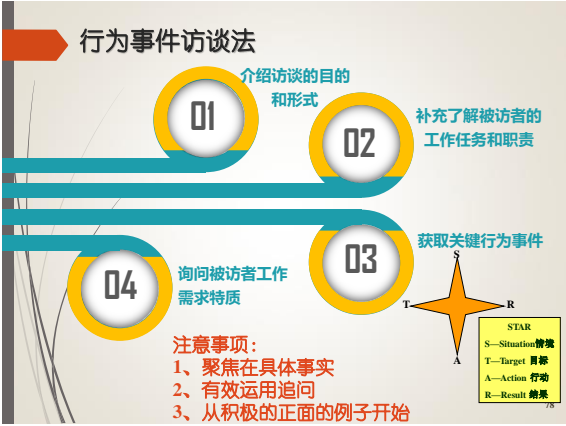 行为事件访谈法
01
介绍访谈的目的
和形式
02
补充了解被访者的
工作任务和职责
03
获取关键行为事件
04
询问被访者工作
需求特质
S
T
R
A
STAR
S—Situation情境
T—Target 目标
A—Action 行动
R—Result 结果
注意事项：
1、聚焦在具体事实
2、有效运用追问
3、从积极的正面的例子开始
78